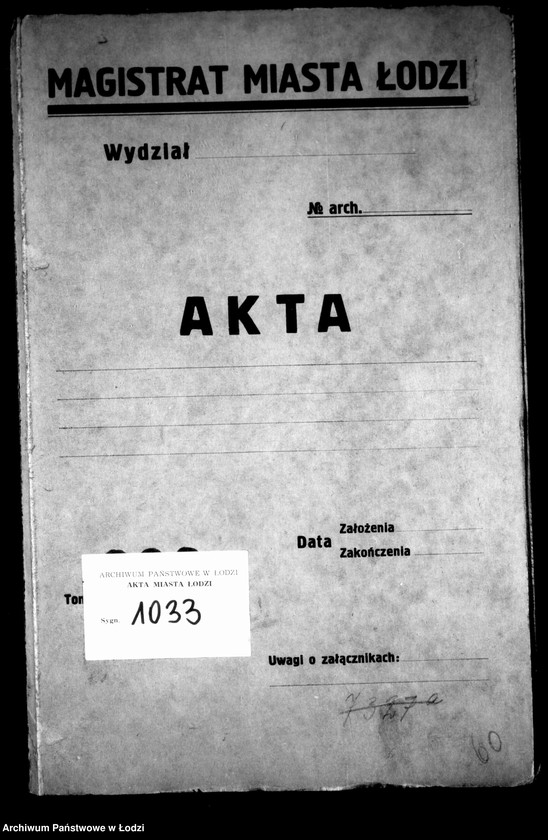 MAGISTRAT MIASTA ŁODZI
Wydział
№ arch.
AKTA
Data Założenia
Zakończenia
Tom
ARCHIWUM PAŃSTWOWE W ŁODZI
AKTA MIASTA ŁODZI
Sygn. 1033
Uwagi o załącznikach:
60
Archiwum Państwowe w Łodzi